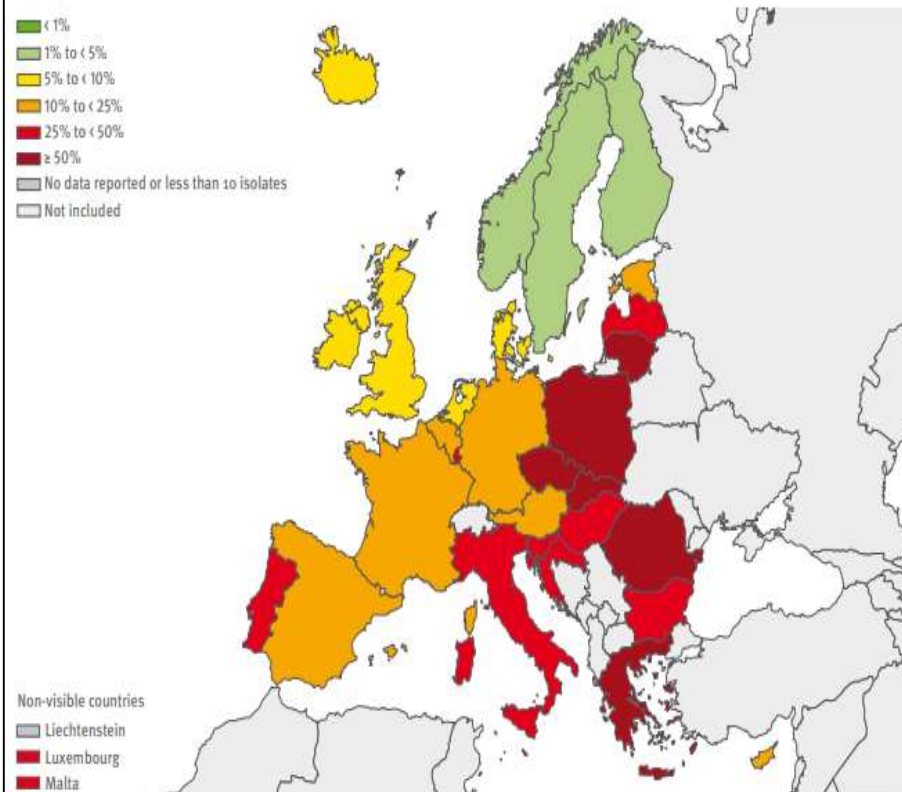 < 1%
1% to < 5%
5% to < 10%
10% to < 25%
25% to < 50%
≥ 50%
No data reported or less than 10 isolates
Not included
Non-visible countries
Liechtenstein
Luxembourg
Malta